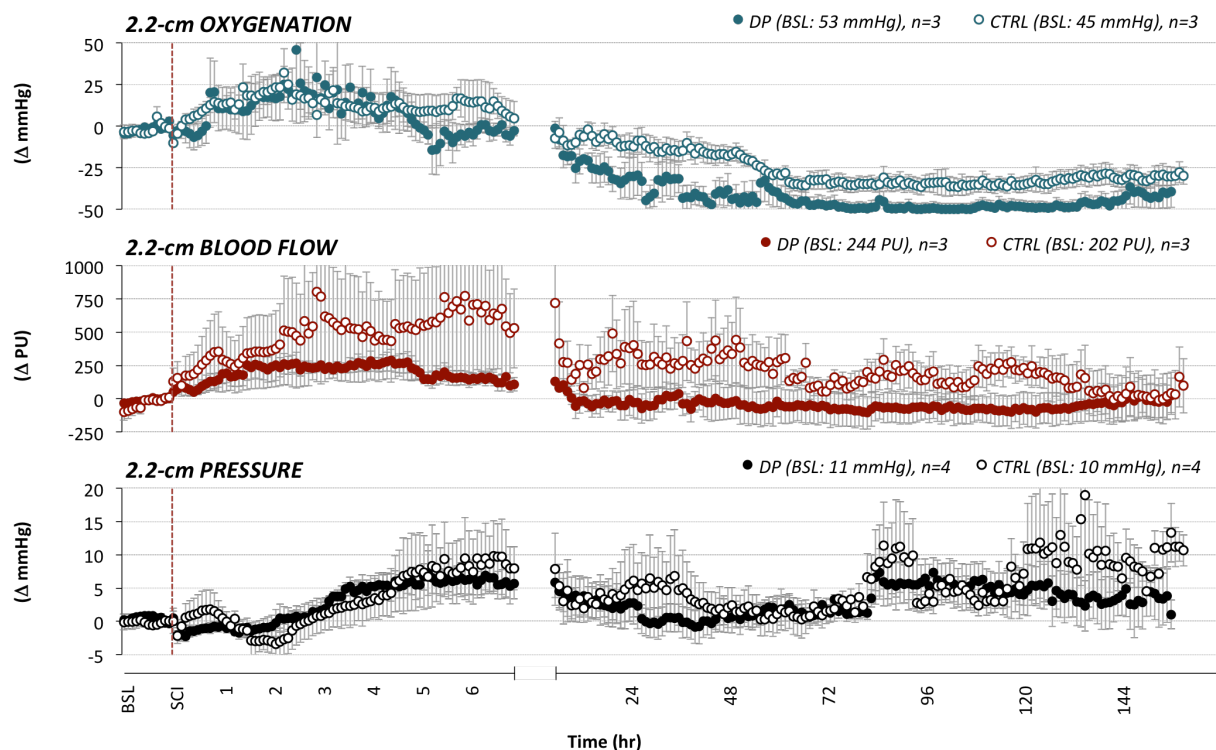 2.2-cm OXYGENATION
DP (BSL: 53 mmHg), n=3 CTRL (BSL: 45 mmHg), n=3
50
25
0
-25
-50
(Δ mmHg)
2.2-cm BLOOD FLOW
DP (BSL: 244 PU), n=3 CTRL (BSL: 202 PU), n=3
1000
750
500
250
0
-250
(Δ PU)
2.2-cm PRESSURE
DP (BSL: 11 mmHg), n=4 CTRL (BSL: 10 mmHg), n=4
20
15
10
5
0
-5
(Δ mmHg)
BSL SCI 1 2 3 4 5 6 24 48 72 96 120 144
Time (hr)